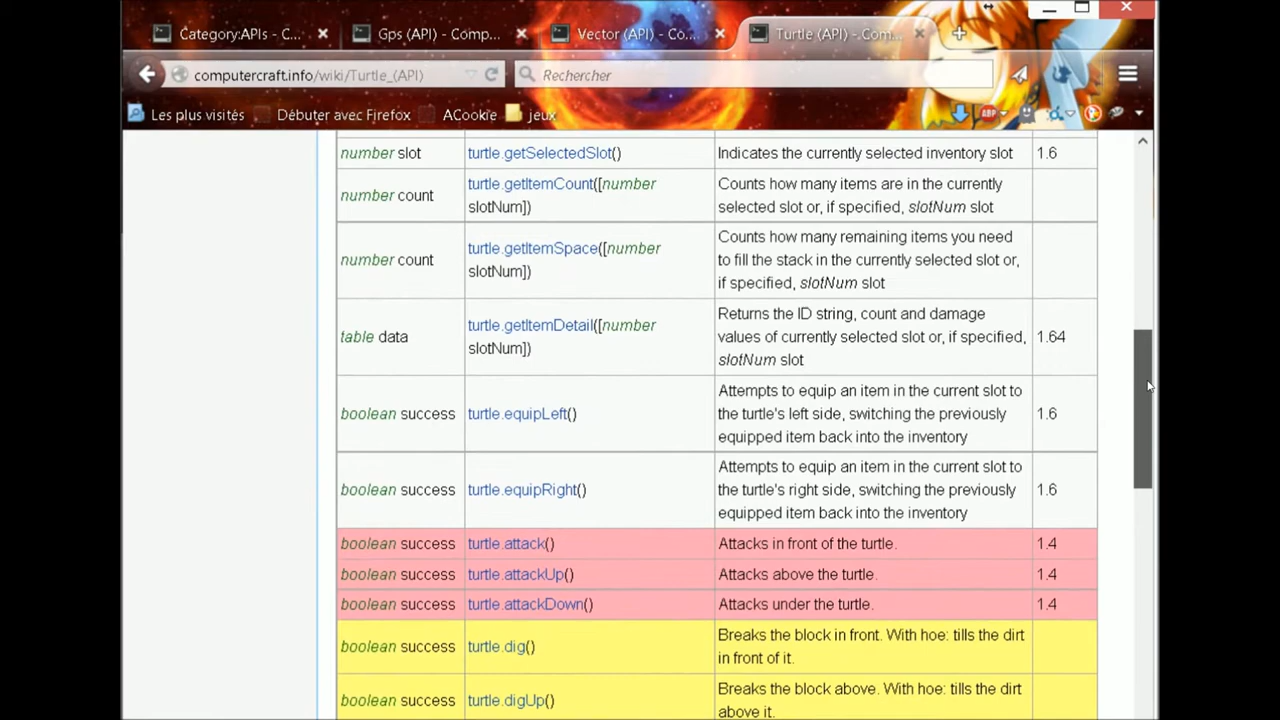 Category:APIs - C...
Gps (API) - Comp...
Vector (API) - Co...
Turtle (API) - Com...
computercraft.info/wiki/Turtle_(API)
Rechercher
Les plus visités
Débuter avec Firefox
ACookie
jeux
number slot
turtle.getSelectedSlot()
Indicates the currently selected inventory slot
1.6
number count
turtle.getItemCount([number
slotNum])
Counts how many items are in the currently
selected slot or, if specified, slotNum slot
number count
turtle.getItemSpace([number
slotNum])
Counts how many remaining items you need
to fill the stack in the currently selected slot or,
if specified, slotNum slot
table data
turtle.getItemDetail([number
slotNum])
Returns the ID string, count and damage
values of currently selected slot or, if specified,
slotNum slot
1.64
boolean success
turtle.equipLeft()
Attempts to equip an item in the current slot to
the turtle's left side, switching the previously
equipped item back into the inventory
1.6
boolean success
turtle.equipRight()
Attempts to equip an item in the current slot to
the turtle's right side, switching the previously
equipped item back into the inventory
1.6
boolean success
turtle.attack()
Attacks in front of the turtle.
1.4
boolean success
turtle.attackUp()
Attacks above the turtle.
1.4
boolean success
turtle.attackDown()
Attacks under the turtle.
1.4
boolean success
turtle.dig()
Breaks the block in front. With hoe: tills the dirt
in front of it.
boolean success
turtle.digUp()
Breaks the block above. With hoe: tills the dirt
above it.